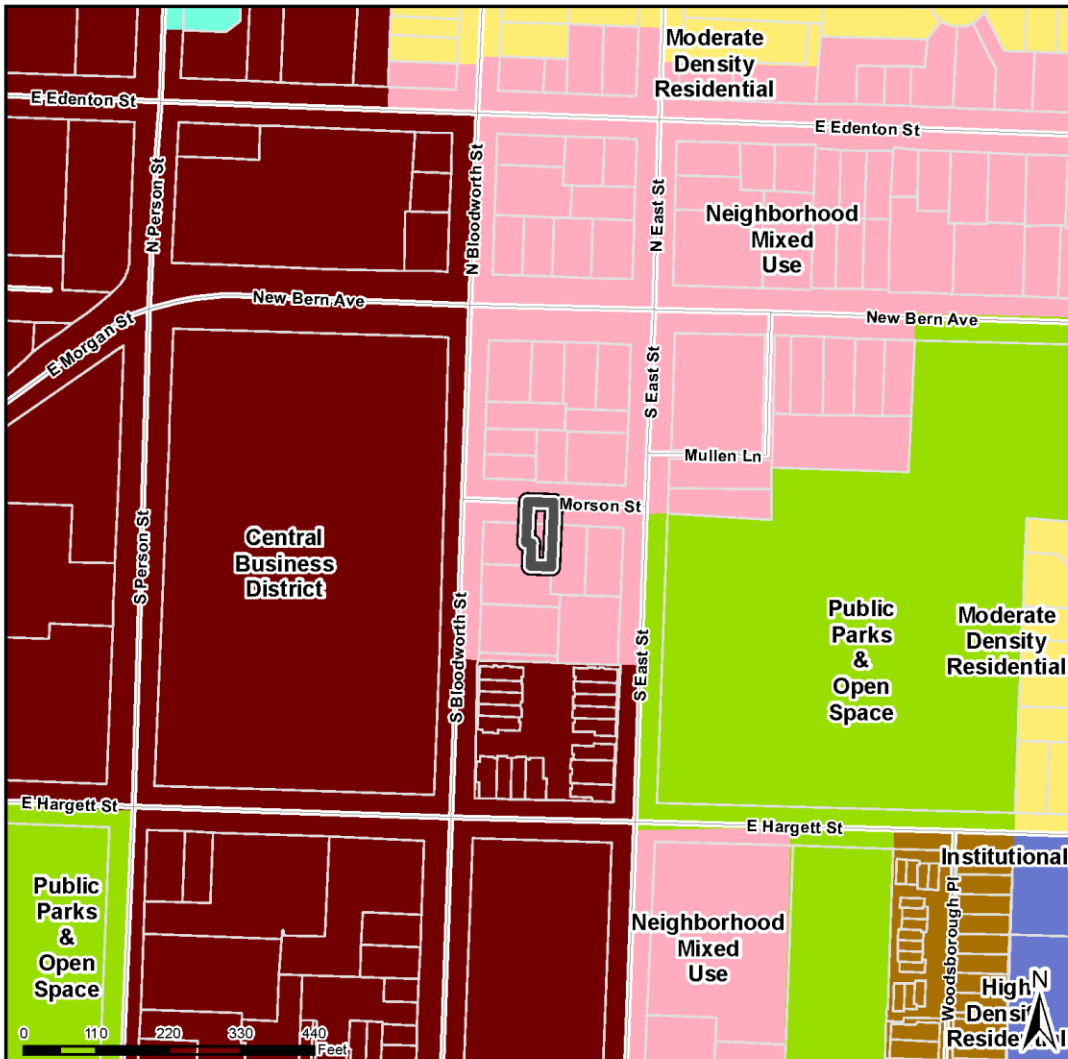 Moderate
Density
Residential
E Edenton St
E Edenton St
N Person St
N Bloodworth St
N East St
Neighborhood
Mixed
Use
New Bern Ave
New Bern Ave
E Morgan St
S East St
Mullen Ln
Morson St
Central
Business
District
S Person St
S Bloodworth St
S East St
Public
Parks
&
Open
Space
Moderate
Density
Residential
E Hargett St
E Hargett St
Institutional
Public
Parks
&
Open
Space
Neighborhood
Mixed
Use
Woodsborough Pl
High
Density
Residential
N
0 110 220 330 440
Feet